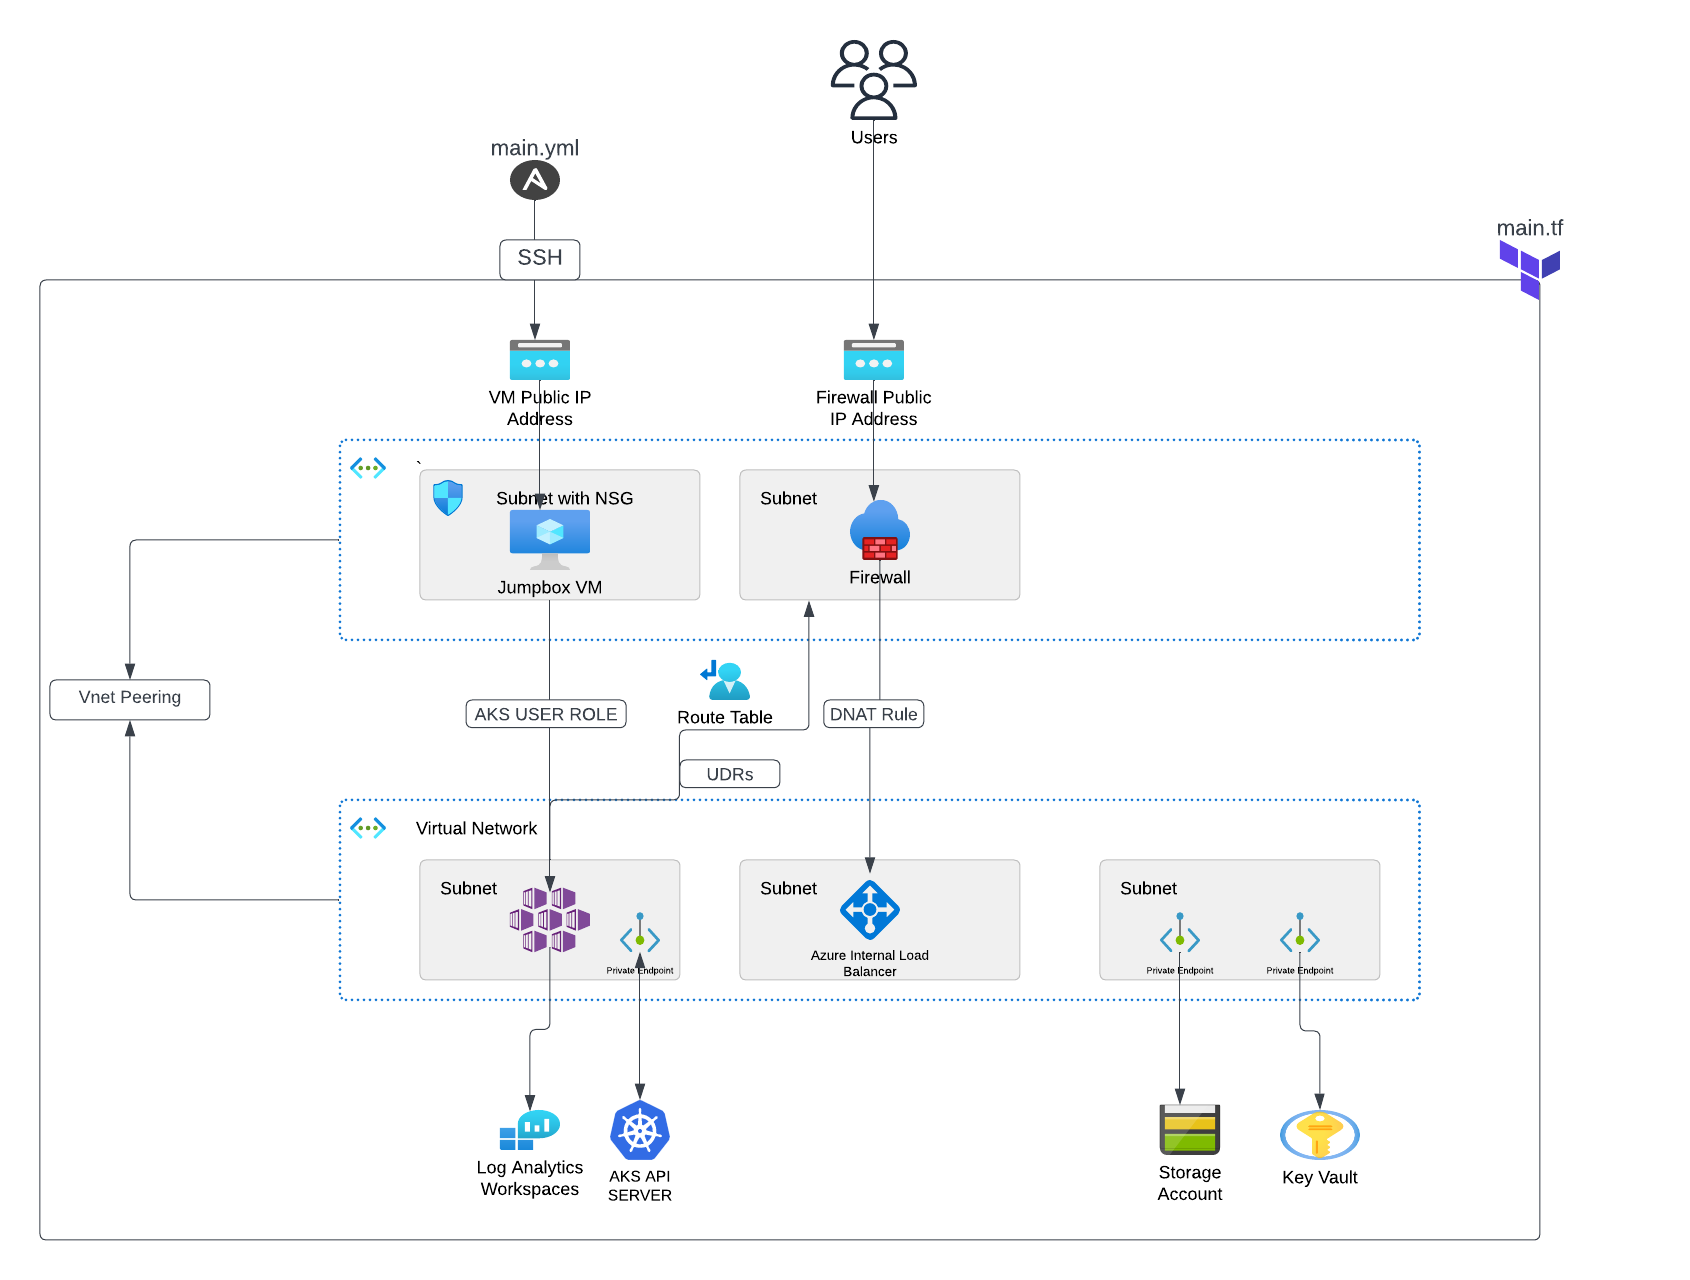 Users
main.yml
main.tf
SSH
VM Public IP
Address
Firewall Public
IP Address
`
Subnet with NSG
Subnet
Jumpbox VM
Firewall
Vnet Peering
AKS USER ROLE
Route Table
DNAT Rule
UDRs
Virtual Network
Subnet
Subnet
Subnet
Private Endpoint
Azure Internal Load
Balancer
Private Endpoint
Private Endpoint
Log Analytics
Workspaces
AKS API
SERVER
Storage
Account
Key Vault